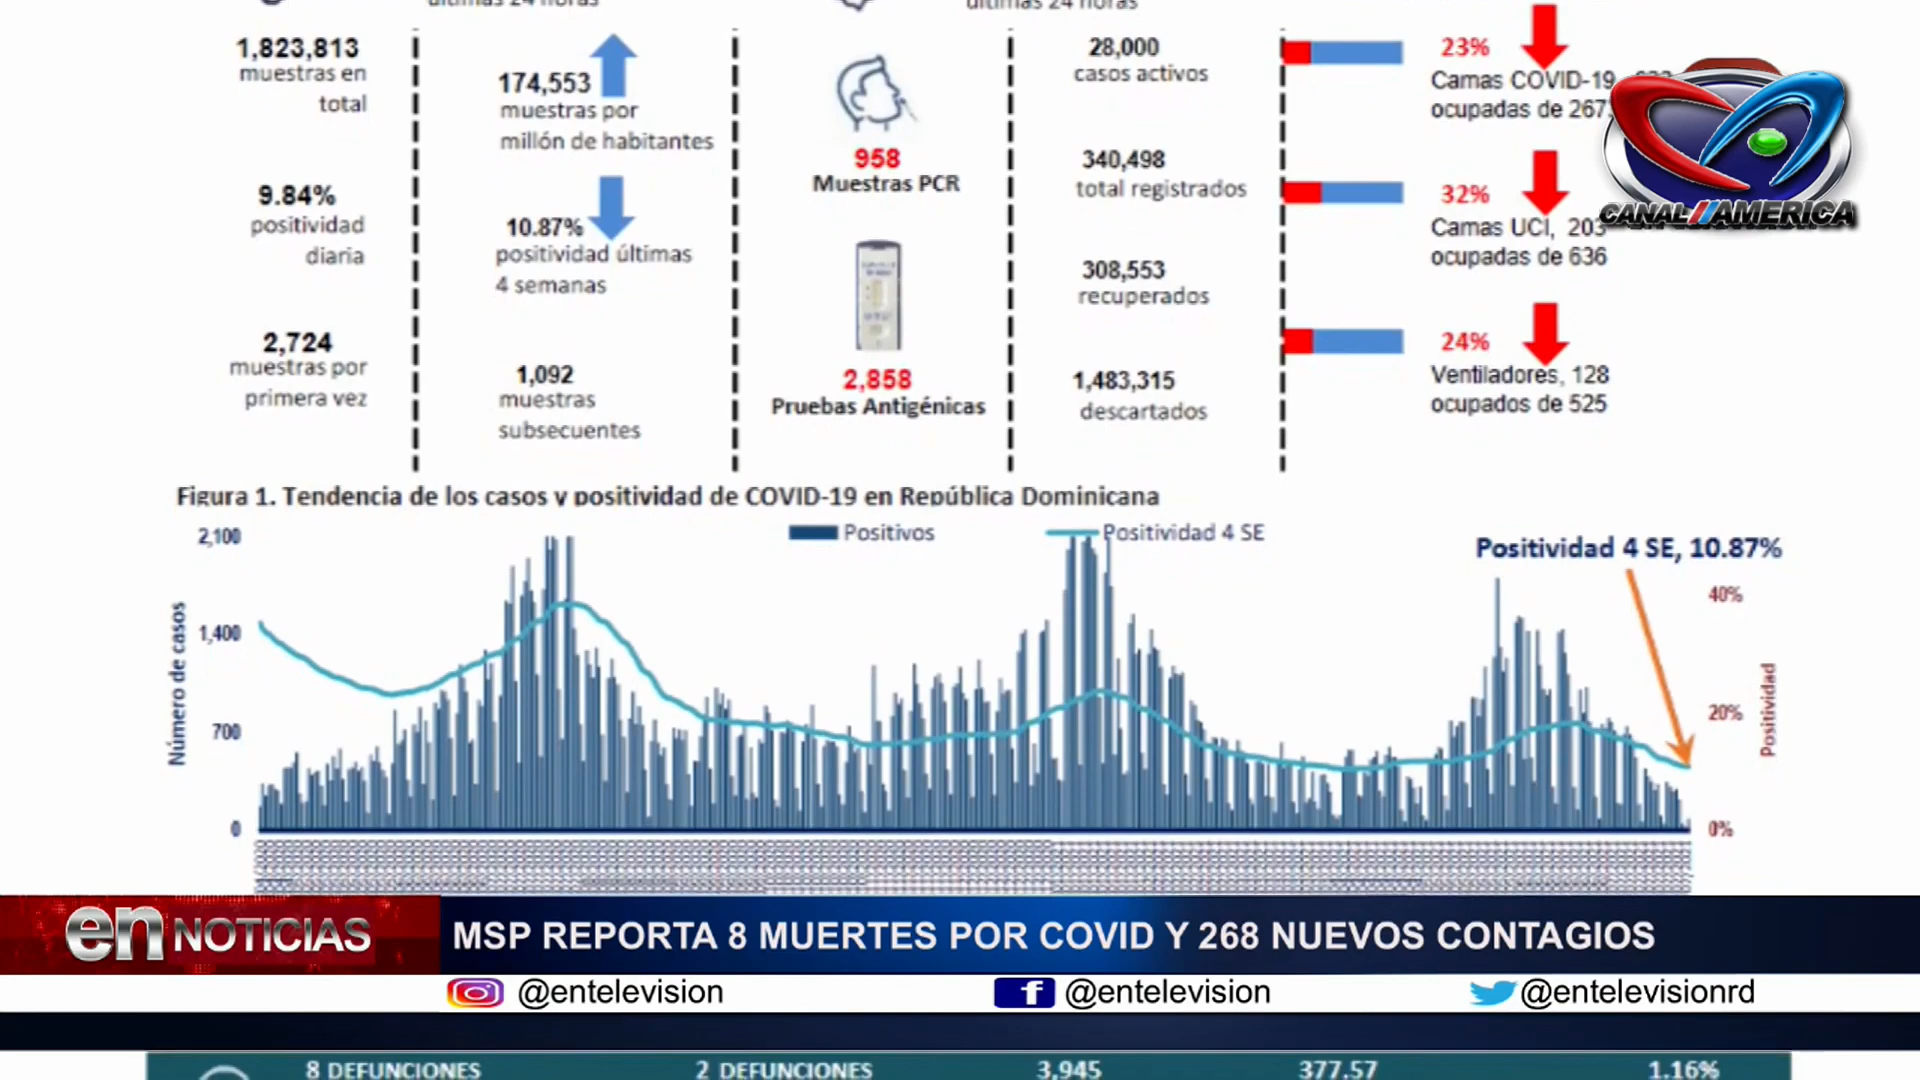 últimas 24 horas
últimas 24 horas
1,823,813
muestras en
total
9.84%
positividad
diaria
2,724
muestras por
primera vez
174,553
muestras por
millón de habitantes
10.87%
positividad últimas
4 semanas
1,092
muestras
subsecuentes
958
Muestras PCR
2,858
Pruebas Antigénicas
28,000
casos activos
340,498
total registrados
308,553
recuperados
1,483,315
descartados
23%
Camas COVID-19,
ocupadas de
32%
Camas UCI, 203
ocupadas de 636
24%
Ventiladores, 128
ocupados de 525
CANAL AMERICA
Figura 1. Tendencia de los casos y positividad de COVID-19 en República Dominicana
Positivos
Positividad 4 SE
Positividad 4 SE, 10.87%
Número de casos
2,100
1,400
700
0
40%
20%
0%
Positividad
en NOTICIAS
MSP REPORTA 8 MUERTES POR COVID Y 268 NUEVOS CONTAGIOS
@entelevision
f @entelevision
@entelevisionrd
8 DEFUNCIONES 2 DEFUNCIONES 3,945 377.57 1.16%